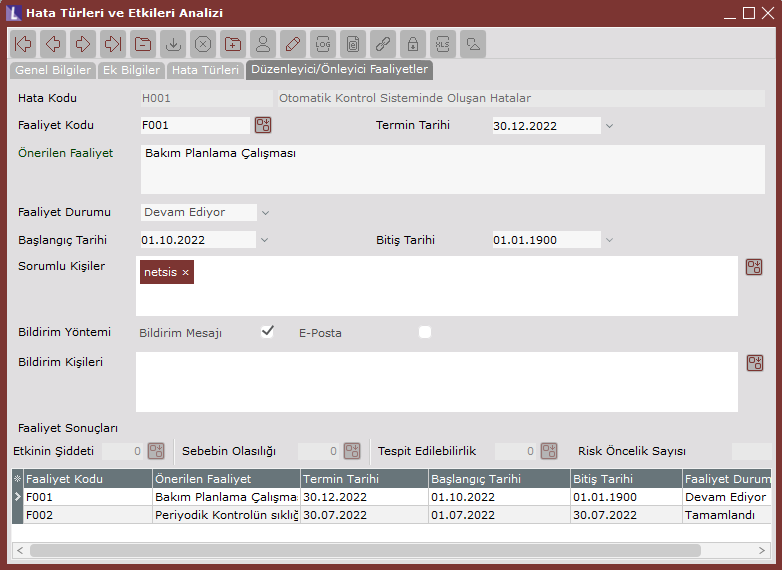 Hata Türleri ve Etkileri Analizi
LOG
XLS
Genel Bilgiler Ek Bilgiler Hata Türleri Düzenleyici/Önleyici Faaliyetler
Hata Kodu H001 Otomatik Kontrol Sisteminde Oluşan Hatalar
Faaliyet Kodu F001 Termin Tarihi 30.12.2022
Önerilen Faaliyet Bakım Planlama Çalışması
Faaliyet Durumu Devam Ediyor
Başlangıç Tarihi 01.10.2022 Bitiş Tarihi 01.01.1900
Sorumlu Kişiler netsis ×
Bildirim Yöntemi Bildirim Mesajı E-Posta
Bildirim Kişileri
Faaliyet Sonuçları
Etkinin Şiddeti 0 Sebebin Olasılığı 0 Tespit Edilebilirlik 0 Risk Öncelik Sayısı
Faaliyet Kodu Önerilen Faaliyet Termin Tarihi Başlangıç Tarihi Bitiş Tarihi Faaliyet Durum
F001 Bakım Planlama Çalışma 30.12.2022 01.10.2022 01.01.1900 Devam Ediyor
F002 Periyodik Kontrolün sıklığ 30.07.2022 01.07.2022 30.07.2022 Tamamlandı